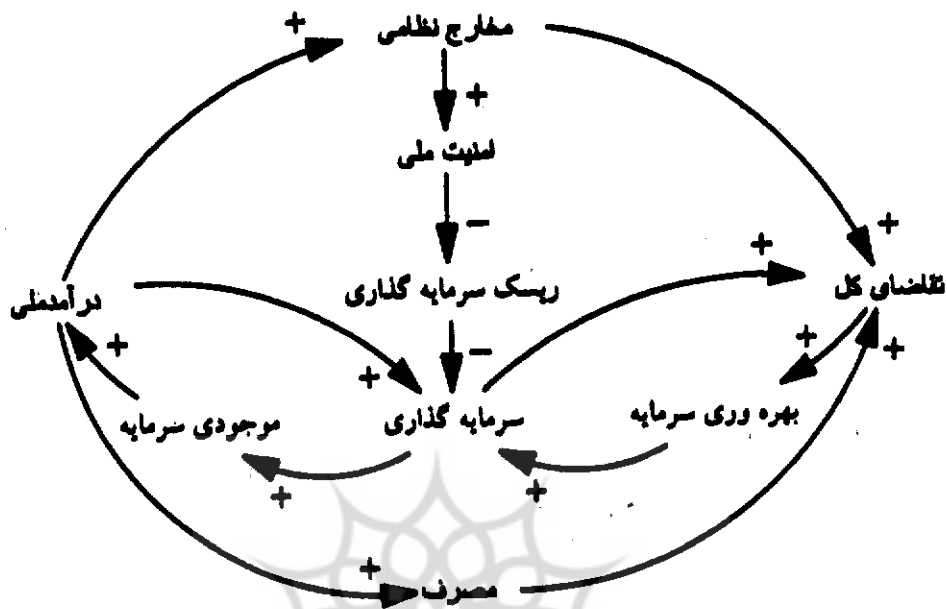 +
مخارج نظامی
+
امنیت ملی
−
+
+
درآمدملی
ریسک سرمایه گذاری
تقاضای کل
+
−
+
+
+
موجودی سرمایه
سرمایه گذاری
بهره وری سرمایه
+
+
+
مصرف